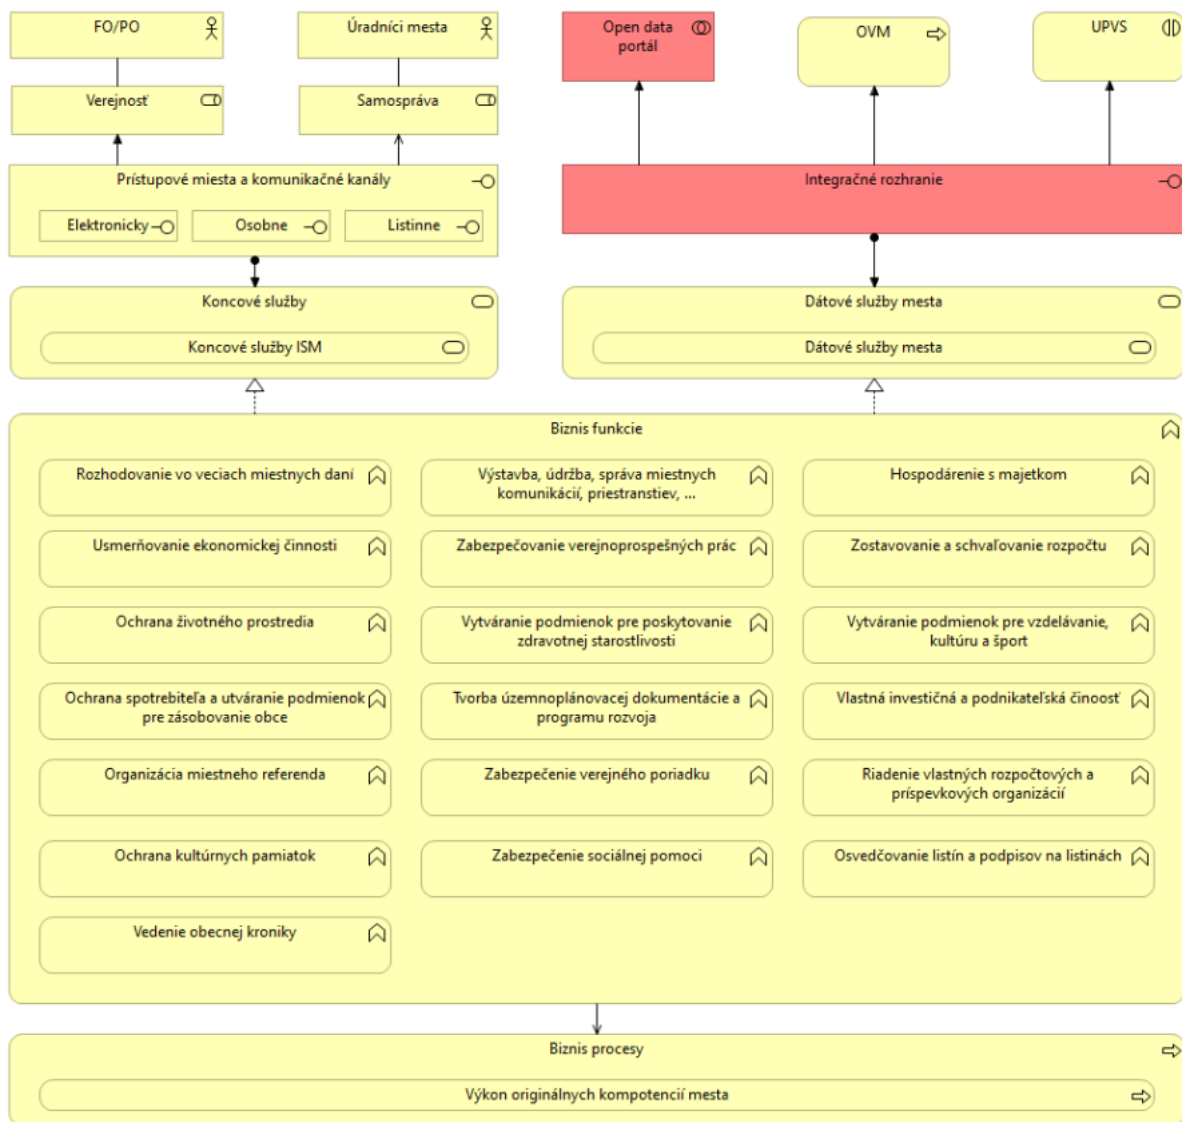 FO/PO
Úradníci mesta
Open data
portál
OVM
UPVS
Verejnosť
Samospráva
Prístupové miesta a komunikačné kanály
Integračné rozhranie
Elektronicky
Osobne
Listinne
Koncové služby
Dátové služby mesta
Koncové služby ISM
Dátové služby mesta
Biznis funkcie
Rozhodovanie vo veciach miestnych daní
Výstavba, údržba, správa miestnych
komunikácií, priestranstiev, ...
Hospodárenie s majetkom
Usmerňovanie ekonomickej činnosti
Zabezpečovanie verejnoprospešných prác
Zostavovanie a schvaľovanie rozpočtu
Ochrana životného prostredia
Vytváranie podmienok pre poskytovanie
zdravotnej starostlivosti
Vytváranie podmienok pre vzdelávanie,
kultúru a šport
Ochrana spotrebiteľa a utváranie podmienok
pre zásobovanie obce
Tvorba územnoplánovacej dokumentácie a
programu rozvoja
Vlastná investičná a podnikateľská činoosť
Organizácia miestneho referenda
Zabezpečenie verejného poriadku
Riadenie vlastných rozpočtových a
príspevkových organizácií
Ochrana kultúrnych pamiatok
Zabezpečenie sociálnej pomoci
Osvedčovanie listín a podpisov na listinách
Vedenie obecnej kroniky
Biznis procesy
Výkon originálnych kompotencií mesta